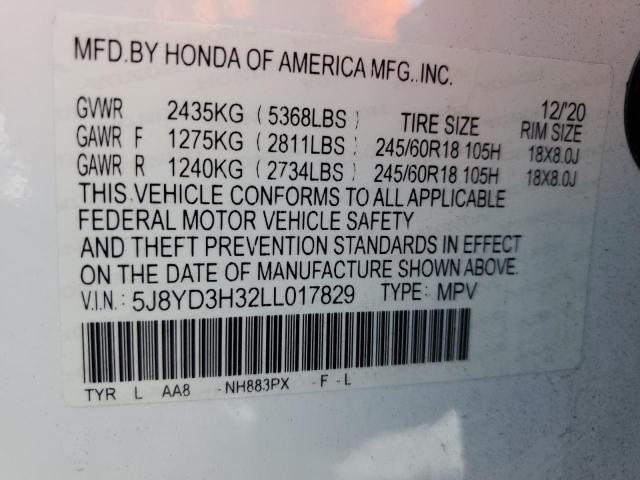 MFD.BY HONDA OF AMERICA MFG.,INC.
12/'20
GVWR 2435KG (5368LBS) TIRE SIZE RIM SIZE
GAWR F 1275KG (2811LBS) 245/60R18 105H 18X8.0J
GAWR R 1240KG (2734LBS) 245/60R18 105H 18X8.0J
THIS VEHICLE CONFORMS TO ALL APPLICABLE
FEDERAL MOTOR VEHICLE SAFETY
AND THEFT PREVENTION STANDARDS IN EFFECT
ON THE DATE OF MANUFACTURE SHOWN ABOVE.
V.I.N.: 5J8YD3H32LL017829 TYPE: MPV
TYR L AA8 -NH883PX -F-L